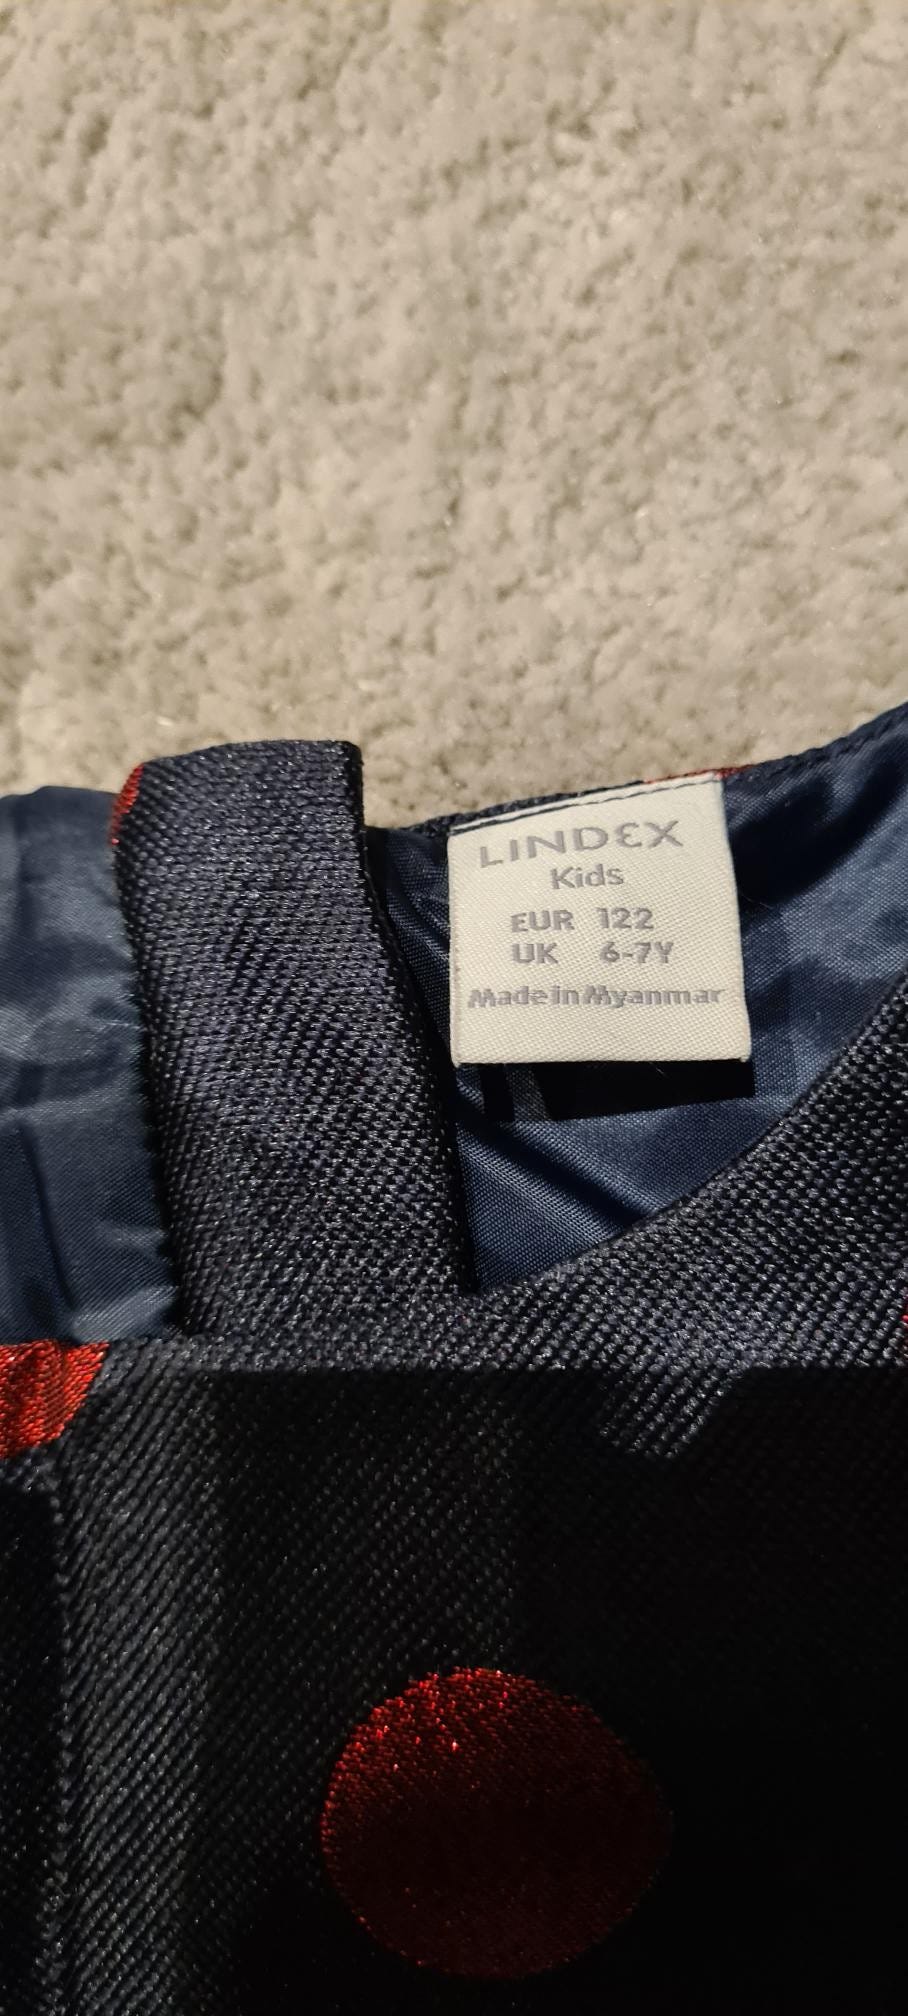 LINDEX
Kids
EUR 122
UK 6-7Y
Made in Myanmar